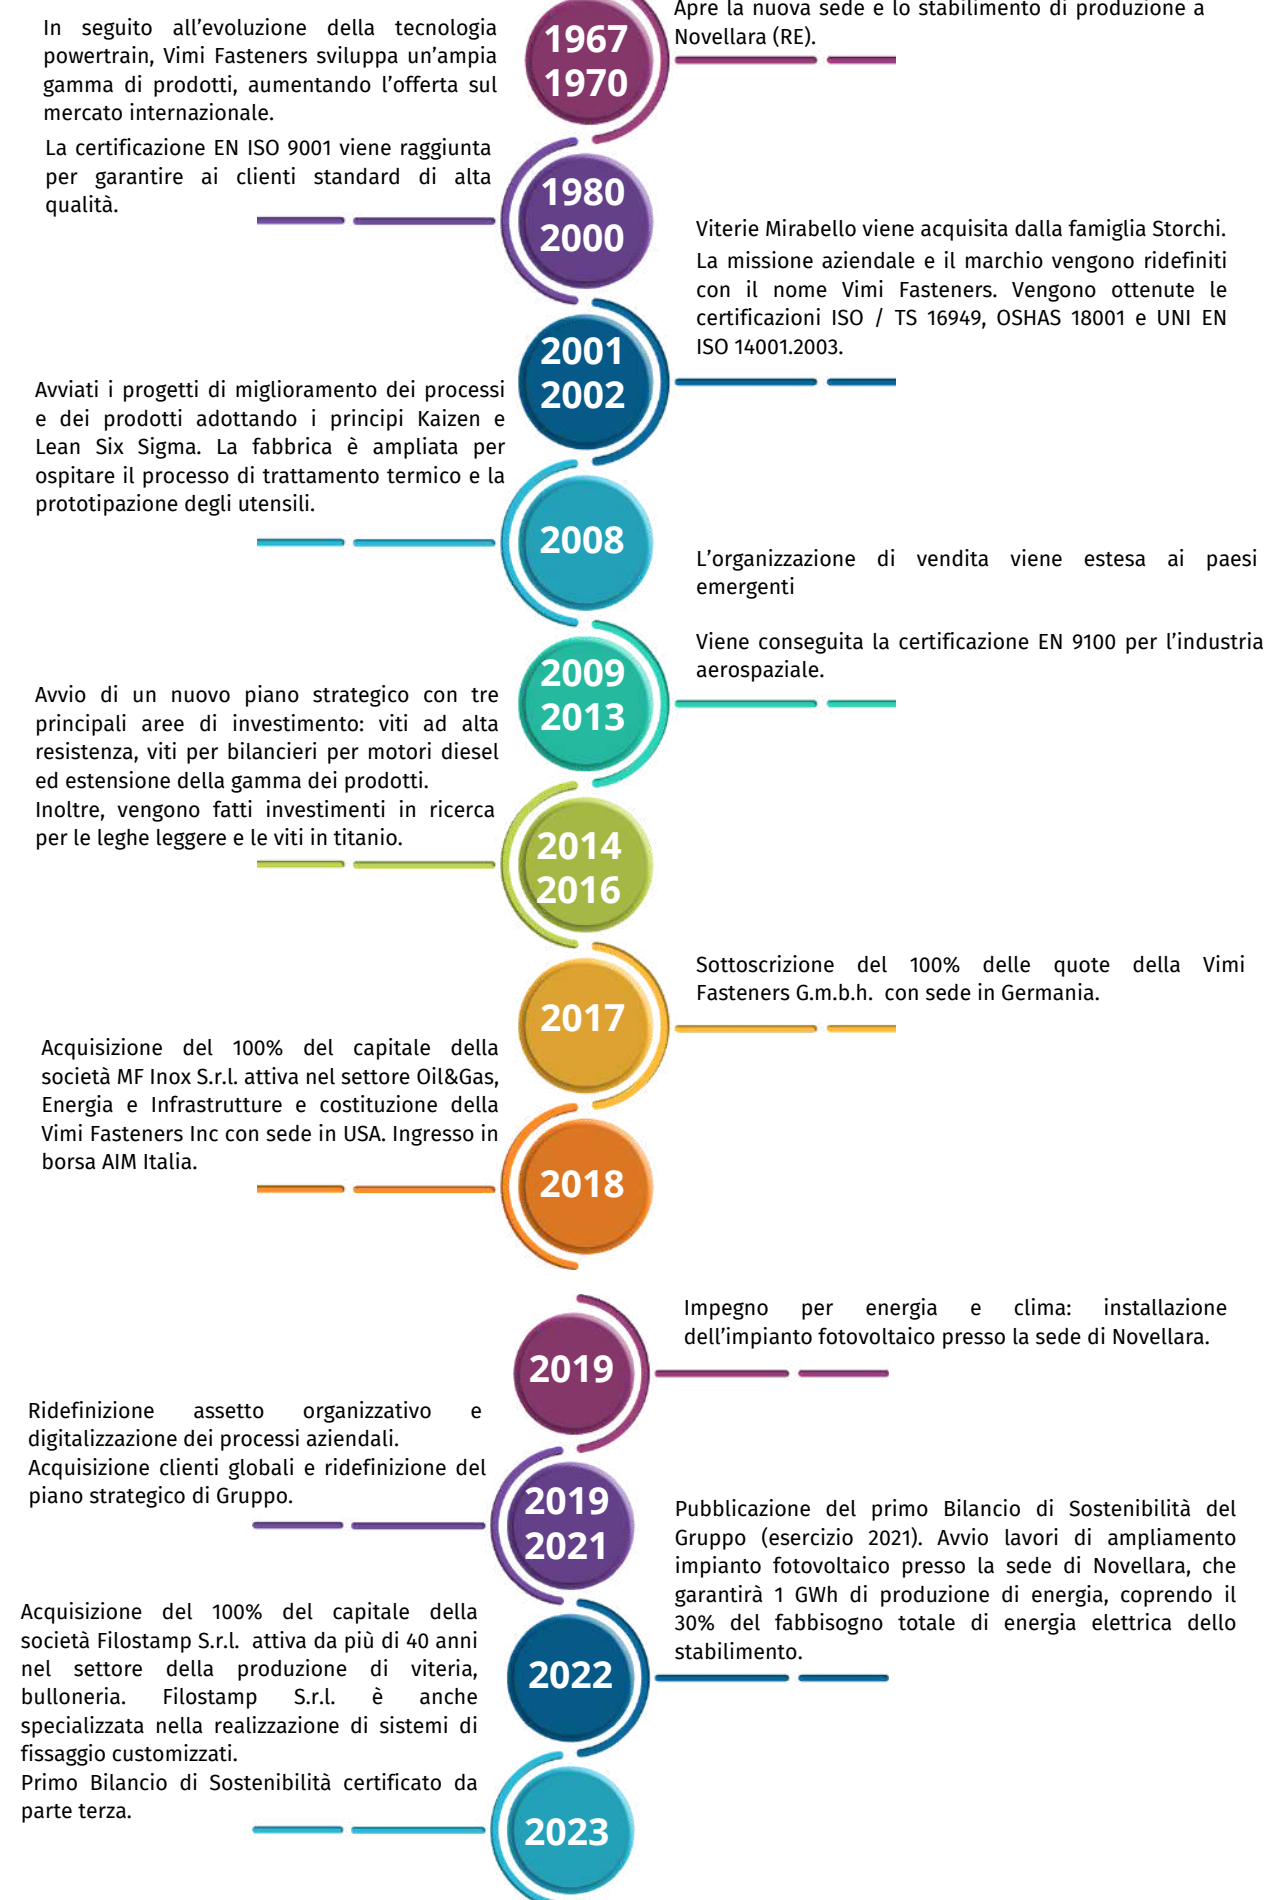 Apre la nuova sede e lo stabilimento di produzione a
Novellara (RE).
1967
1970
In seguito all’evoluzione della tecnologia
powertrain, Vimi Fasteners sviluppa un’ampia
gamma di prodotti, aumentando l’offerta sul
mercato internazionale.
La certificazione EN ISO 9001 viene raggiunta
per garantire ai clienti standard di alta
qualità.
1980
2000
Viterie Mirabello viene acquisita dalla famiglia Storchi.
La missione aziendale e il marchio vengono ridefiniti
con il nome Vimi Fasteners. Vengono ottenute le
certificazioni ISO / TS 16949, OSHAS 18001 e UNI EN
ISO 14001.2003.
2001
2002
Avviati i progetti di miglioramento dei processi
e dei prodotti adottando i principi Kaizen e
Lean Six Sigma. La fabbrica è ampliata per
ospitare il processo di trattamento termico e la
prototipazione degli utensili.
2008
L’organizzazione di vendita viene estesa ai paesi
emergenti
Viene conseguita la certificazione EN 9100 per l’industria
aerospaziale.
2009
2013
Avvio di un nuovo piano strategico con tre
principali aree di investimento: viti ad alta
resistenza, viti per bilancieri per motori diesel
ed estensione della gamma dei prodotti.
Inoltre, vengono fatti investimenti in ricerca
per le leghe leggere e le viti in titanio.
2014
2016
Sottoscrizione del 100% delle quote della Vimi
Fasteners G.m.b.h. con sede in Germania.
2017
Acquisizione del 100% del capitale della
società MF Inox S.r.l. attiva nel settore Oil&Gas,
Energia e Infrastrutture e costituzione della
Vimi Fasteners Inc con sede in USA. Ingresso in
borsa AIM Italia.
2018
Impegno per energia e clima: installazione
dell’impianto fotovoltaico presso la sede di Novellara.
2019
Ridefinizione assetto organizzativo e
digitalizzazione dei processi aziendali.
Acquisizione clienti globali e ridefinizione del
piano strategico di Gruppo.
2019
2021
Pubblicazione del primo Bilancio di Sostenibilità del
Gruppo (esercizio 2021). Avvio lavori di ampliamento
impianto fotovoltaico presso la sede di Novellara, che
garantirà 1 GWh di produzione di energia, coprendo il
30% del fabbisogno totale di energia elettrica dello
stabilimento.
2022
Acquisizione del 100% del capitale della
società Filostamp S.r.l. attiva da più di 40 anni
nel settore della produzione di viteria,
bulloneria. Filostamp S.r.l. è anche
specializzata nella realizzazione di sistemi di
fissaggio customizzati.
Primo Bilancio di Sostenibilità certificato da
parte terza.
2023